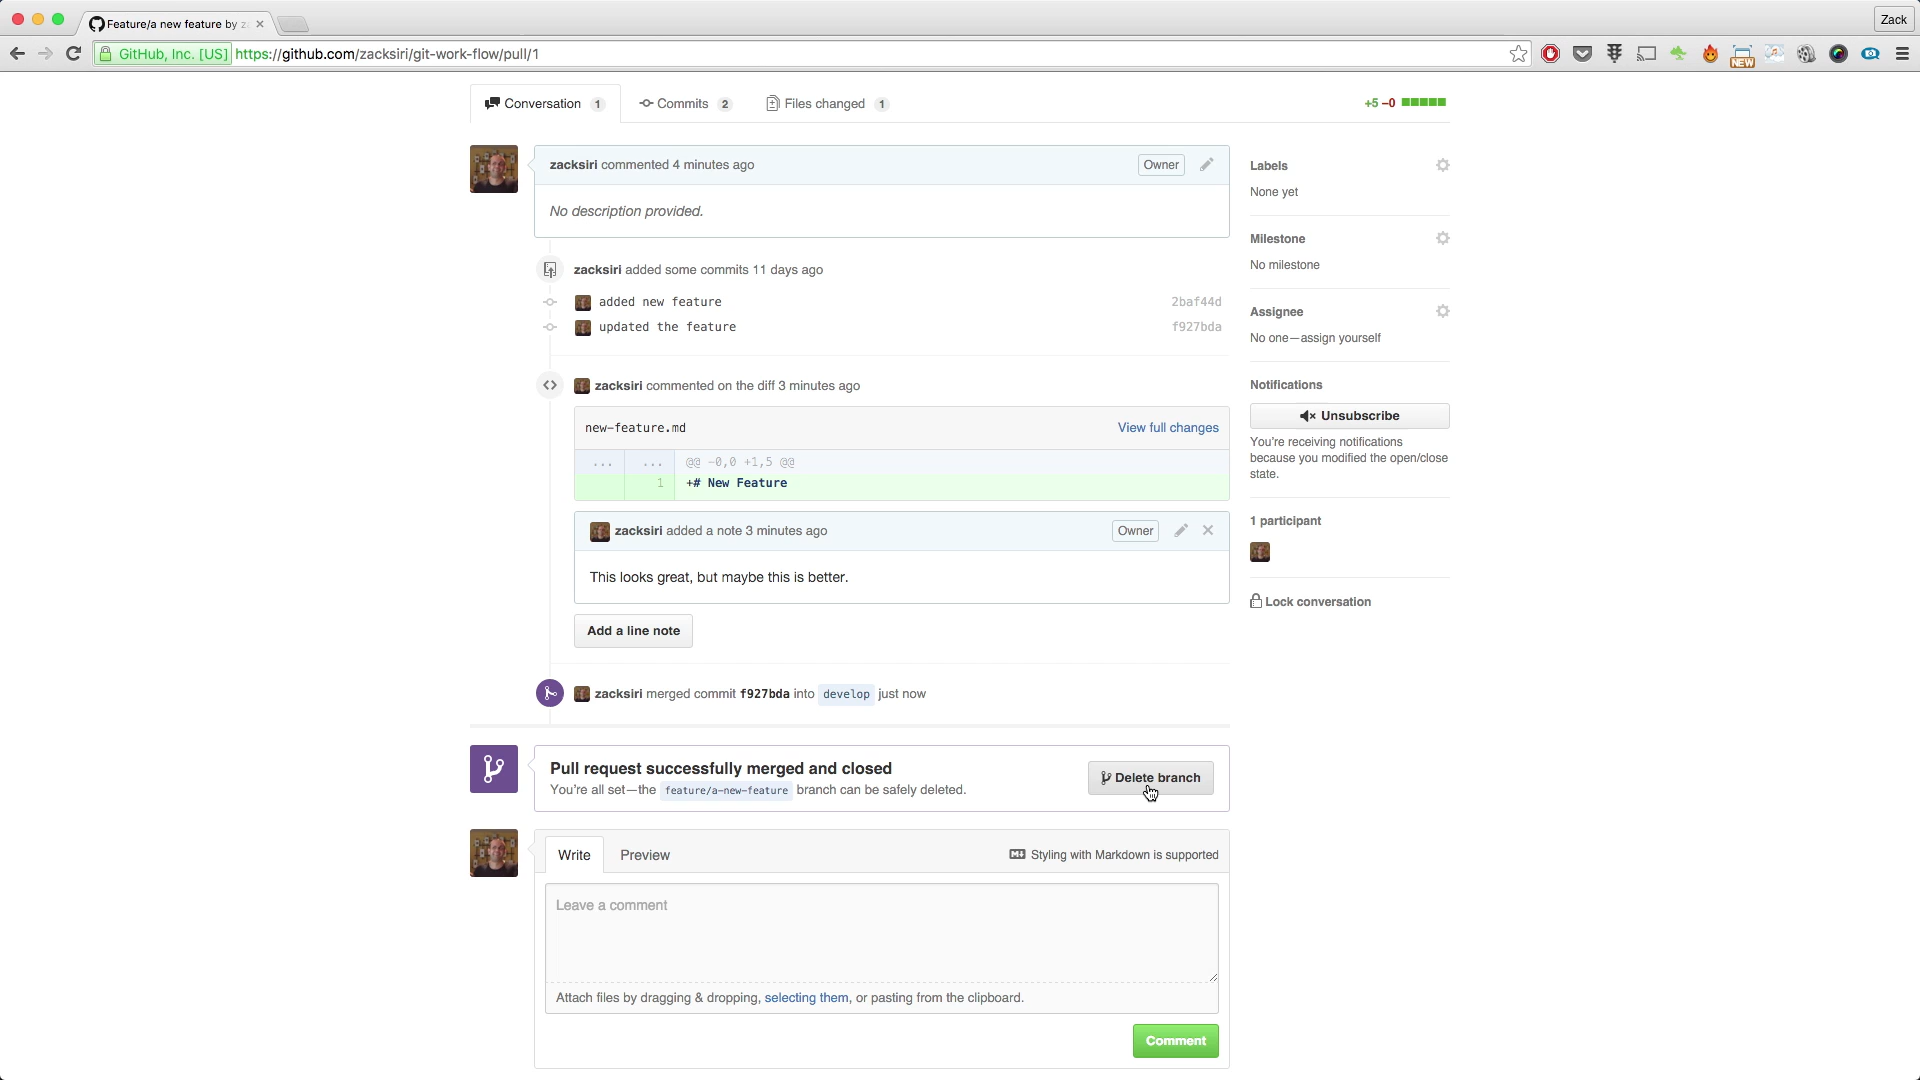 Feature/a new feature by z
Zack
GitHub, Inc. [US] https://github.com/zacksiri/git-work-flow/pull/1
NEW
Conversation 1 Commits 2 Files changed 1 +5 −0
zacksiri commented 4 minutes ago Owner
No description provided.
zacksiri added some commits 11 days ago
added new feature 2baf44d
updated the feature f927bda
zacksiri commented on the diff 3 minutes ago
new-feature.md View full changes
... ... @@ -0,0 +1,5 @@
1 +# New Feature
zacksiri added a note 3 minutes ago Owner
This looks great, but maybe this is better.
Add a line note
zacksiri merged commit f927bda into develop just now
Pull request successfully merged and closed
You're all set—the feature/a-new-feature branch can be safely deleted.
Delete branch
Write Preview Styling with Markdown is supported
Leave a comment
Attach files by dragging & dropping, selecting them, or pasting from the clipboard.
Comment
Labels
None yet
Milestone
No milestone
Assignee
No one—assign yourself
Notifications
Unsubscribe
You're receiving notifications
because you modified the open/close
state.
1 participant
Lock conversation